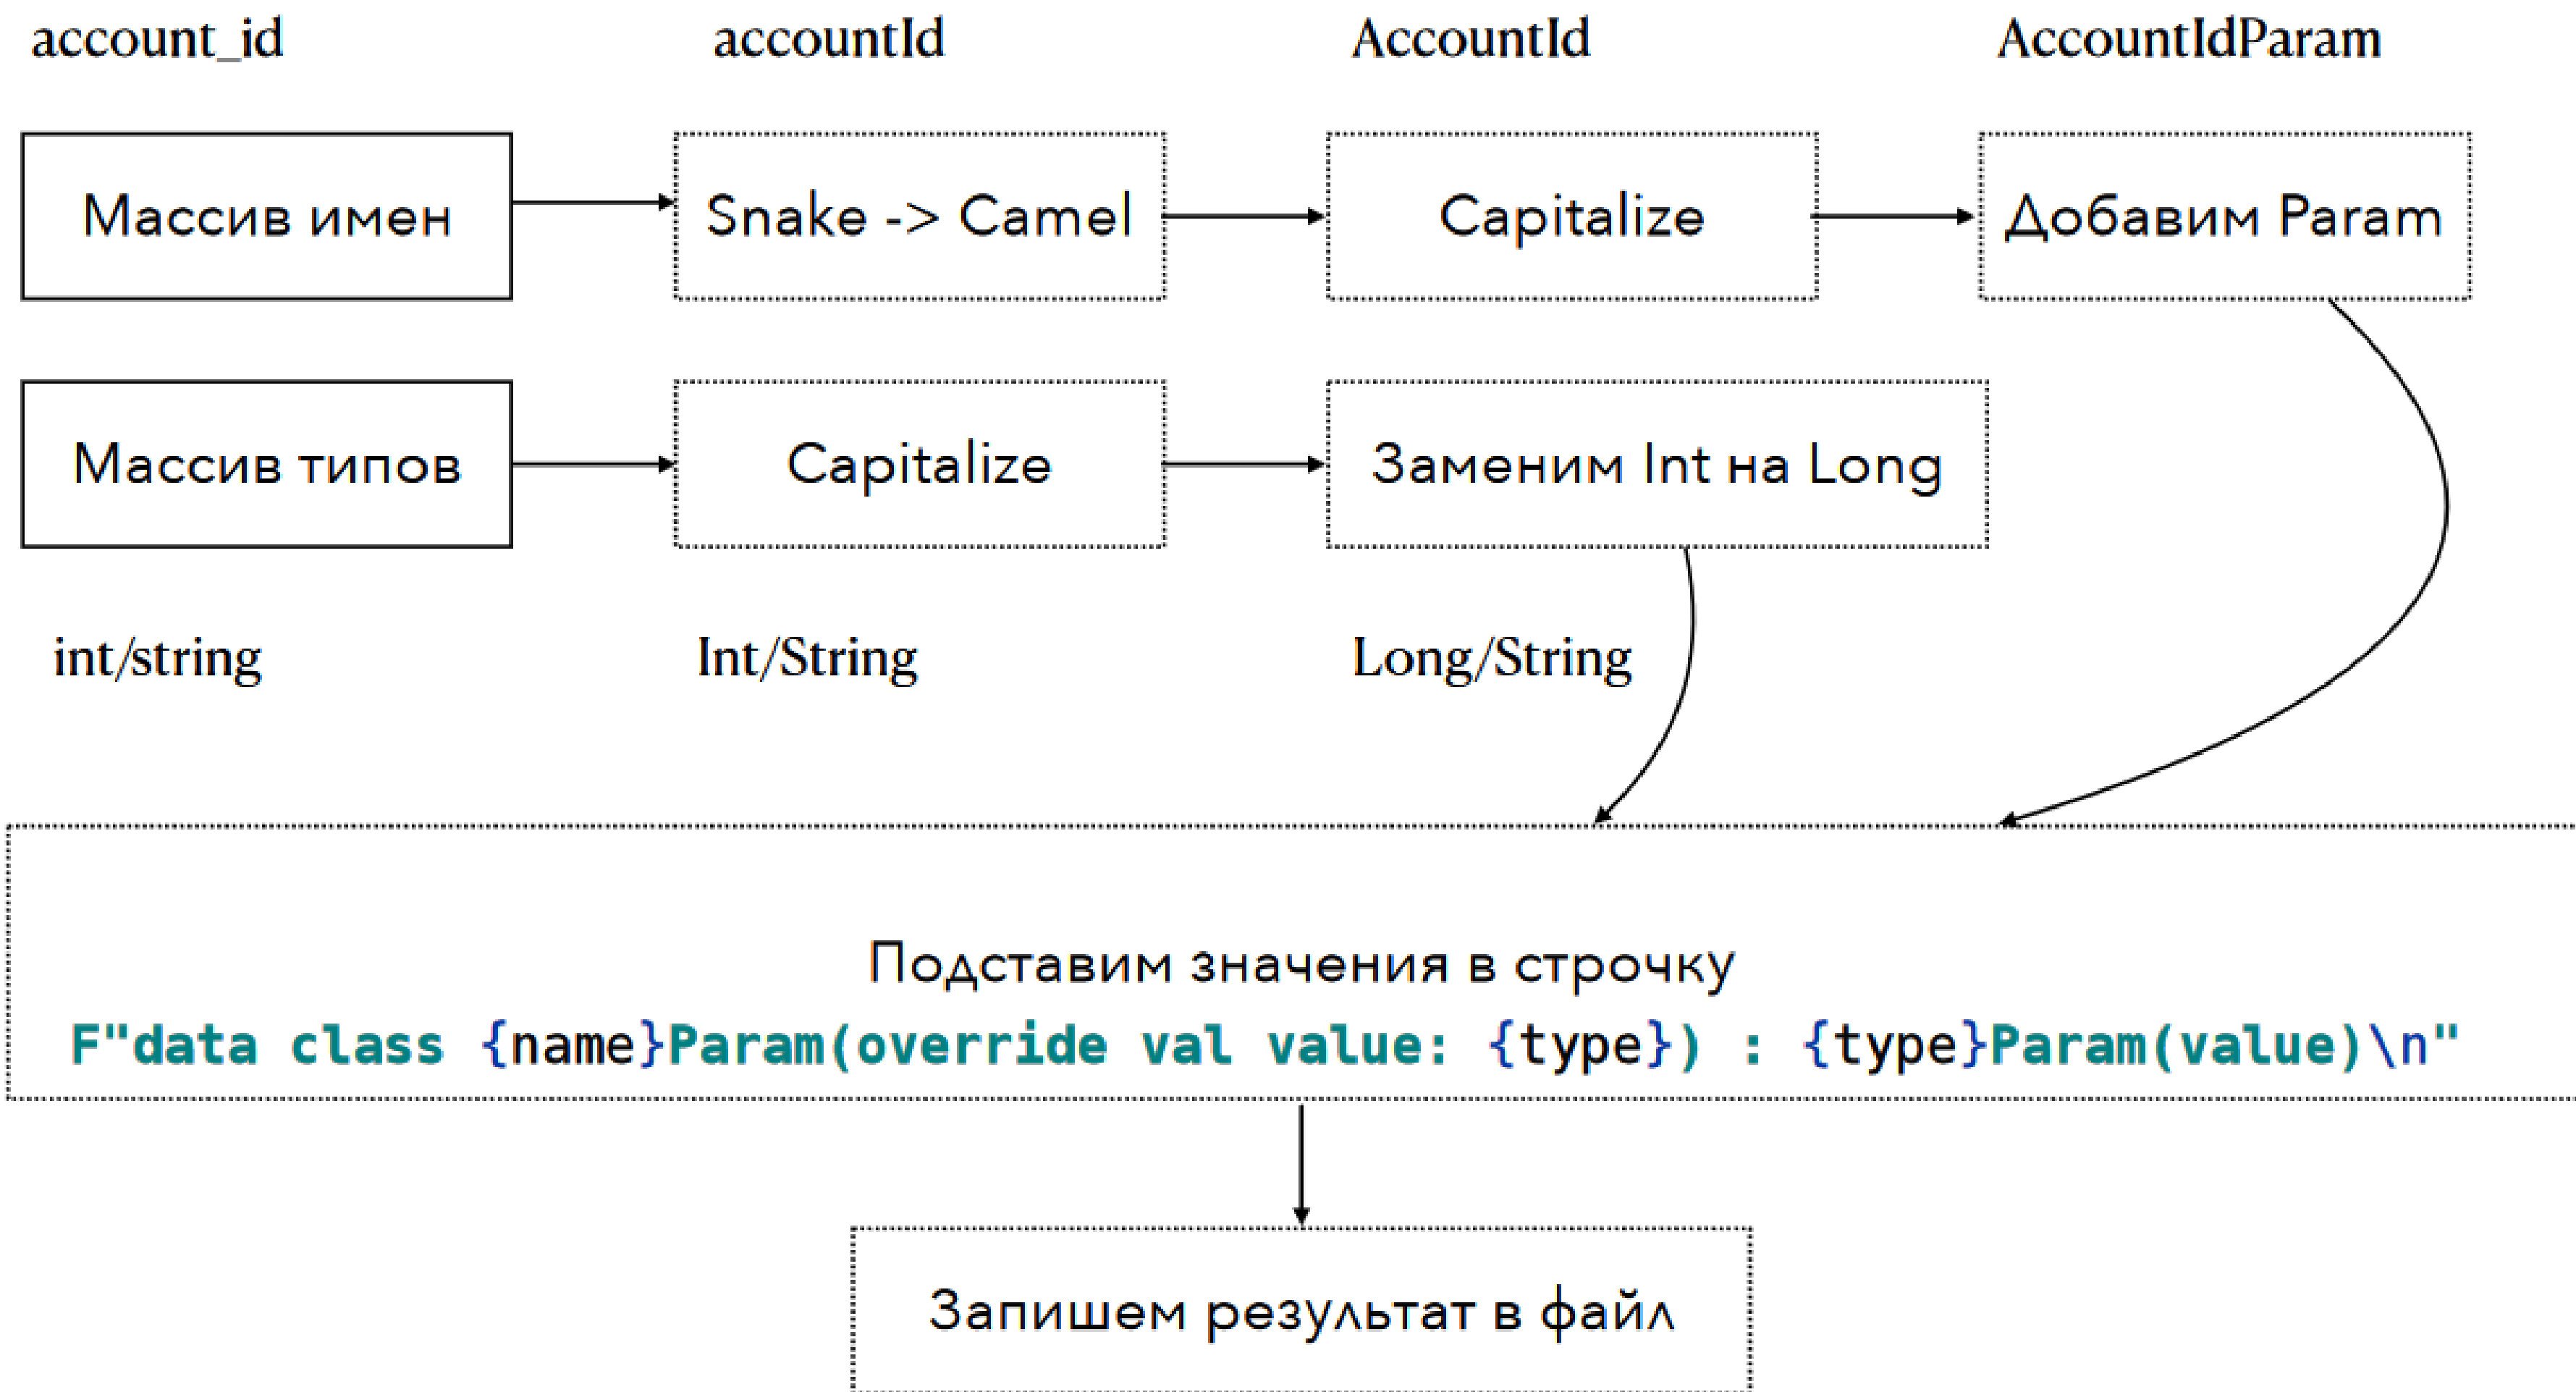 account_id
accountId
AccountId
AccountIdParam
Массив имен
Snake -> Camel
Capitalize
Добавим Param
Массив типов
Capitalize
Заменим Int на Long
int/string
Int/String
Long/String
Подставим значения в строчку
F"data class {name}Param(override val value: {type}) : {type}Param(value)\n"
Запишем результат в файл